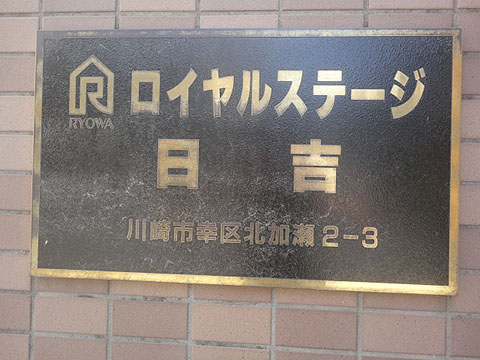 ロイヤルステージ
RYOWA
日吉
川崎市幸区北加瀬2-3